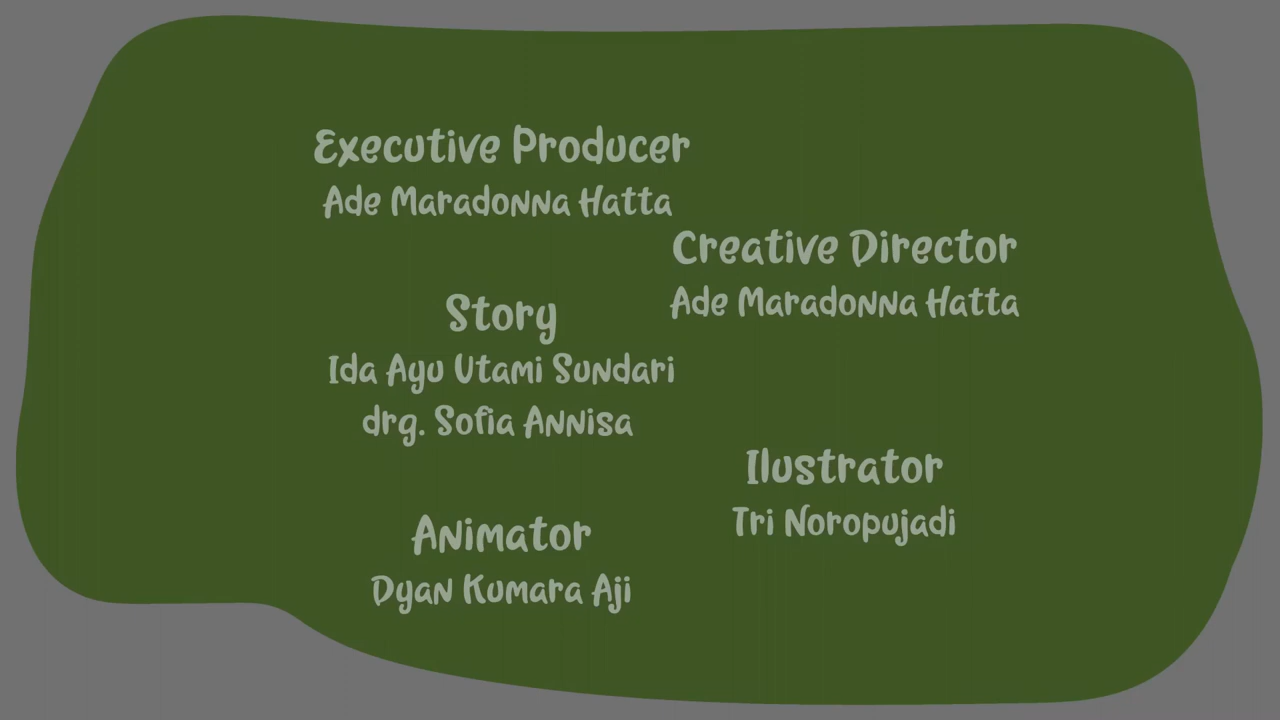 Executive Producer
Ade Maradonna Hatta
Creative Director
Ade Maradonna Hatta
Story
Ida Ayu Utami Sundari
drg. Sofia Annisa
Ilustrator
Tri Noropujadi
Animator
Dyan Kumara Aji